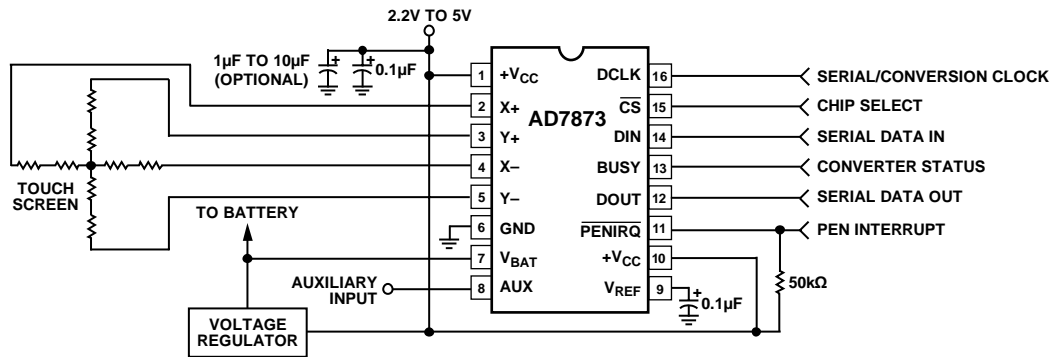 2.2V TO 5V
1µF TO 10µF
(OPTIONAL)
+
+
0.1µF
1 +VCC
2 X+
3 Y+
4 X–
5 Y–
6 GND
7 VBAT
8 AUX
AD7873
DCLK 16
CS 15
DIN 14
BUSY 13
DOUT 12
PENIRQ 11
+VCC 10
VREF 9
SERIAL/CONVERSION CLOCK
CHIP SELECT
SERIAL DATA IN
CONVERTER STATUS
SERIAL DATA OUT
PEN INTERRUPT
TOUCH
SCREEN
TO BATTERY
AUXILIARY
INPUT
VOLTAGE
REGULATOR
+
0.1µF
50kΩ